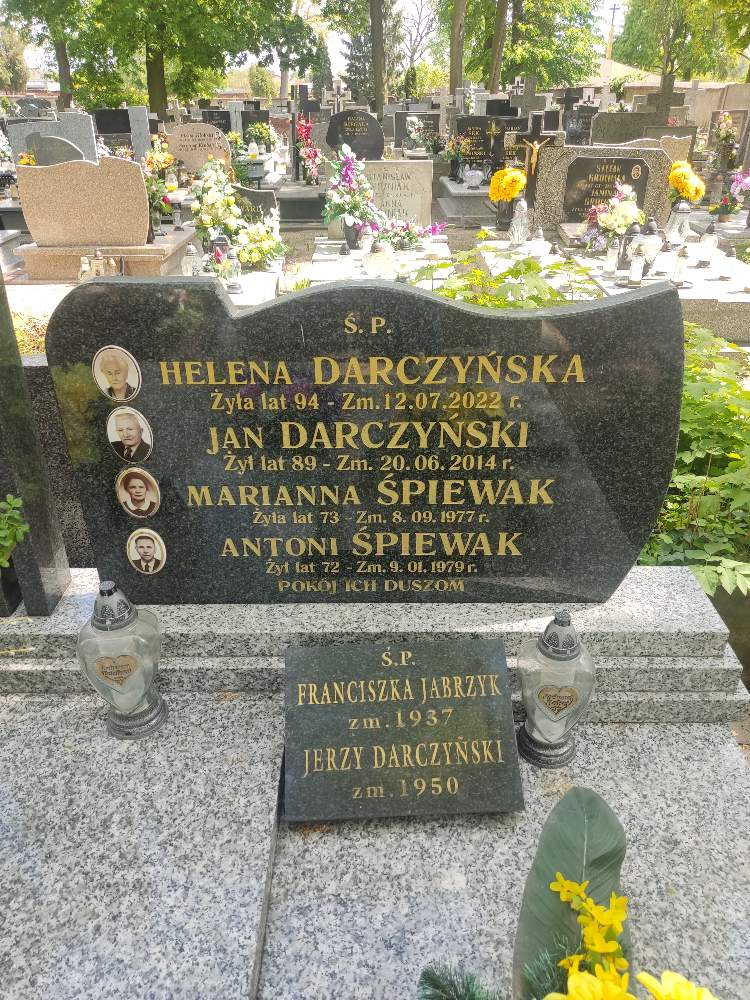 Ś. P.
HELENA DARCZYŃSKA
Żyła lat 94 - Zm. 12.07.2022 r.
JAN DARCZYŃSKI
Żył lat 89 - Zm. 20.06.2014 r.
MARIANNA ŚPIEWAK
Żyła lat 73 - Zm. 8.09.1977 r.
ANTONI ŚPIEWAK
Żył lat 72 - Zm. 9.01.1979 r.
POKÓJ ICH DUSZOM
Ś.P.
FRANCISZKA JABRZYK
zm. 1937
JERZY DARCZYŃSKI
zm. 1950
STEFAN